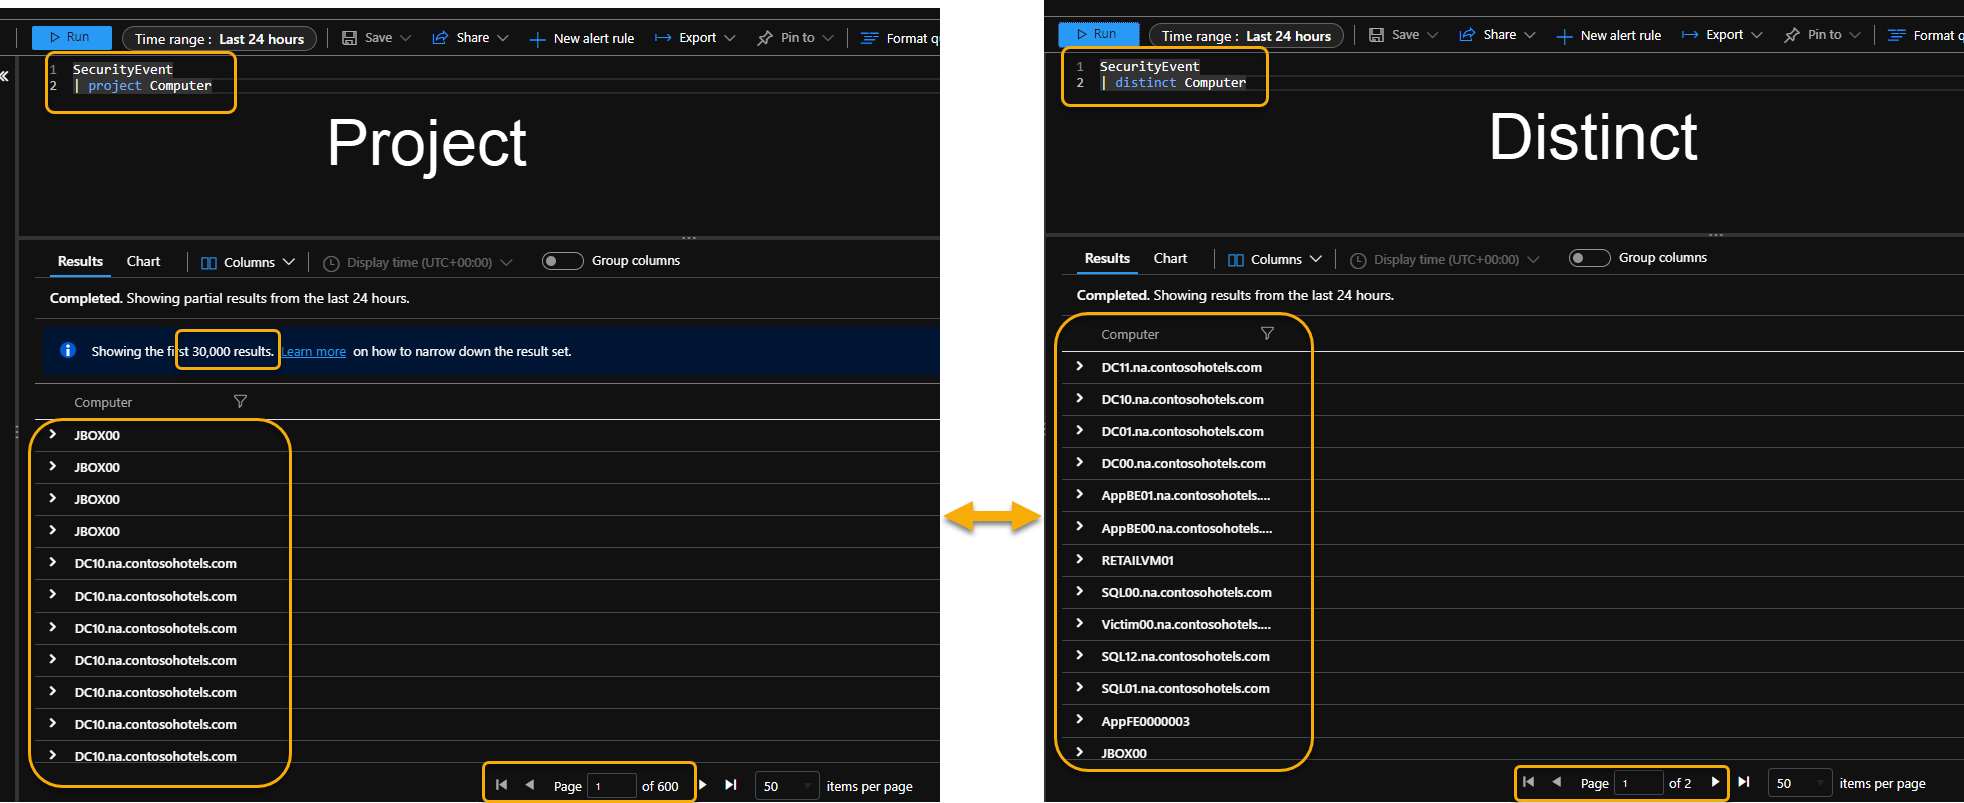 Run
Time range : Last 24 hours
Save
Share
New alert rule
Export
Pin to
Format q
1 SecurityEvent
2 | project Computer
Project
Results
Chart
Columns
Display time (UTC+00:00)
Group columns
Completed. Showing partial results from the last 24 hours.
Showing the first 30,000 results. Learn more on how to narrow down the result set.
Computer
JBOX00
JBOX00
JBOX00
JBOX00
DC10.na.contosohotels.com
DC10.na.contosohotels.com
DC10.na.contosohotels.com
DC10.na.contosohotels.com
DC10.na.contosohotels.com
DC10.na.contosohotels.com
DC10.na.contosohotels.com
Page 1 of 600
50 items per page
Run
Time range : Last 24 hours
Save
Share
New alert rule
Export
Pin to
Format q
1 SecurityEvent
2 | distinct Computer
Distinct
Results
Chart
Columns
Display time (UTC+00:00)
Group columns
Completed. Showing results from the last 24 hours.
Computer
DC11.na.contosohotels.com
DC10.na.contosohotels.com
DC01.na.contosohotels.com
DC00.na.contosohotels.com
AppBE01.na.contosohotels....
AppBE00.na.contosohotels....
RETAILVM01
SQL00.na.contosohotels.com
Victim00.na.contosohotels....
SQL12.na.contosohotels.com
SQL01.na.contosohotels.com
AppFE0000003
JBOX00
Page 1 of 2
50 items per page